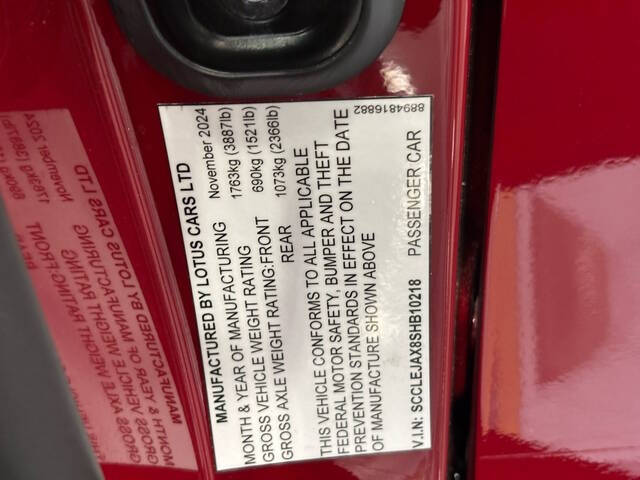 MANUFACTURED BY LOTUS CARS LTD
MONTH & YEAR OF MANUFACTURING November 2024
GROSS VEHICLE WEIGHT RATING 1763kg (3887lb)
GROSS AXLE WEIGHT RATING:FRONT 690kg (1521lb)
REAR 1073kg (2366lb)
THIS VEHICLE CONFORMS TO ALL APPLICABLE
FEDERAL MOTOR SAFETY, BUMPER AND THEFT
PREVENTION STANDARDS IN EFFECT ON THE DATE
OF MANUFACTURE SHOWN ABOVE
V.I.N: SCCLEJAX8SHB10218 PASSENGER CAR
8894816882